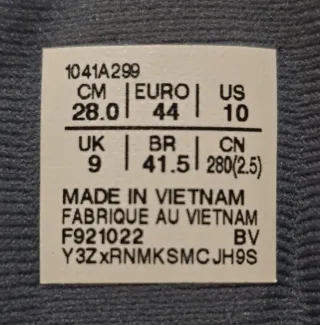 1041A299
CM | EURO | US
28.0 | 44 | 10
UK | BR | CN
9 | 41.5 | 280(2.5)
MADE IN VIETNAM
FABRIQUE AU VIETNAM
F921022 BV
Y3ZxRNMKSMCJH9S